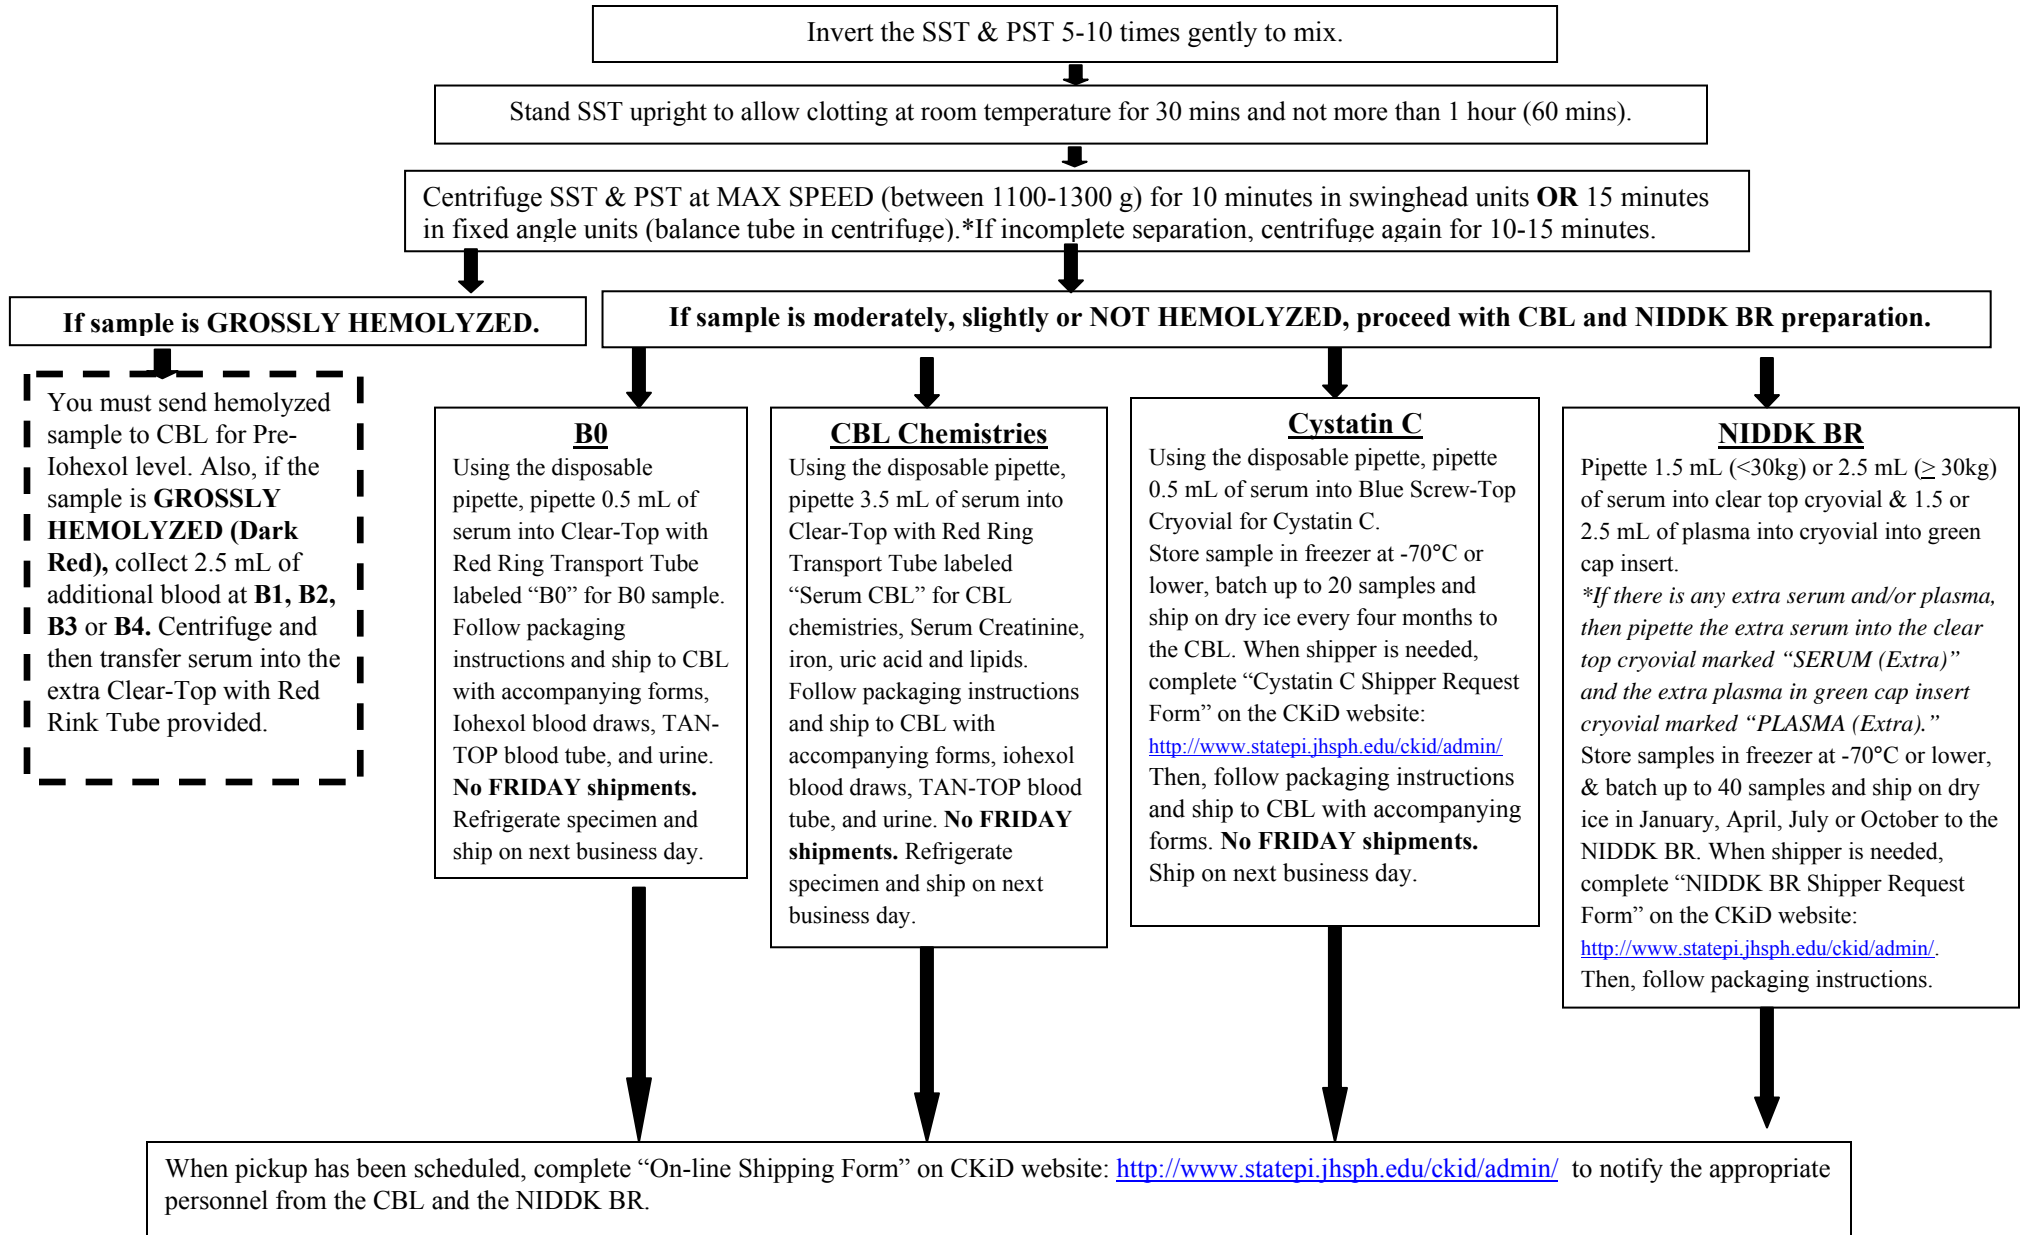 Invert the SST & PST 5-10 times gently to mix.
Stand SST upright to allow clotting at room temperature for 30 mins and not more than 1 hour (60 mins).
Centrifuge SST & PST at MAX SPEED (between 1100-1300 g) for 10 minutes in swinghead units OR 15 minutes
in fixed angle units (balance tube in centrifuge).*If incomplete separation, centrifuge again for 10-15 minutes.
If sample is GROSSLY HEMOLYZED.
If sample is moderately, slightly or NOT HEMOLYZED, proceed with CBL and NIDDK BR preparation.
You must send hemolyzed
sample to CBL for Pre-
Iohexol level. Also, if the
sample is GROSSLY
HEMOLYZED (Dark
Red), collect 2.5 mL of
additional blood at B1, B2,
B3 or B4. Centrifuge and
then transfer serum into the
extra Clear-Top with Red
Rink Tube provided.
B0
Using the disposable
pipette, pipette 0.5 mL of
serum into Clear-Top with
Red Ring Transport Tube
labeled “B0” for B0 sample.
Follow packaging
instructions and ship to CBL
with accompanying forms,
Iohexol blood draws, TAN-
TOP blood tube, and urine.
No FRIDAY shipments.
Refrigerate specimen and
ship on next business day.
CBL Chemistries
Using the disposable pipette,
pipette 3.5 mL of serum into
Clear-Top with Red Ring
Transport Tube labeled
“Serum CBL” for CBL
chemistries, Serum Creatinine,
iron, uric acid and lipids.
Follow packaging instructions
and ship to CBL with
accompanying forms, iohexol
blood draws, TAN-TOP blood
tube, and urine. No FRIDAY
shipments. Refrigerate
specimen and ship on next
business day.
Cystatin C
Using the disposable pipette, pipette
0.5 mL of serum into Blue Screw-Top
Cryovial for Cystatin C.
Store sample in freezer at -70°C or
lower, batch up to 20 samples and
ship on dry ice every four months to
the CBL. When shipper is needed,
complete “Cystatin C Shipper Request
Form” on the CKiD website:
http://www.statepi.jhsph.edu/ckid/admin/
Then, follow packaging instructions
and ship to CBL with accompanying
forms. No FRIDAY shipments.
Ship on next business day.
NIDDK BR
Pipette 1.5 mL (<30kg) or 2.5 mL (≥ 30kg)
of serum into clear top cryovial & 1.5 or
2.5 mL of plasma into cryovial into green
cap insert.
*If there is any extra serum and/or plasma,
then pipette the extra serum into the clear
top cryovial marked “SERUM (Extra)”
and the extra plasma in green cap insert
cryovial marked “PLASMA (Extra).”
Store samples in freezer at -70°C or lower,
& batch up to 40 samples and ship on dry
ice in January, April, July or October to the
NIDDK BR. When shipper is needed,
complete “NIDDK BR Shipper Request
Form” on the CKiD website:
http://www.statepi.jhsph.edu/ckid/admin/.
Then, follow packaging instructions.
When pickup has been scheduled, complete “On-line Shipping Form” on CKiD website: http://www.statepi.jhsph.edu/ckid/admin/ to notify the appropriate
personnel from the CBL and the NIDDK BR.